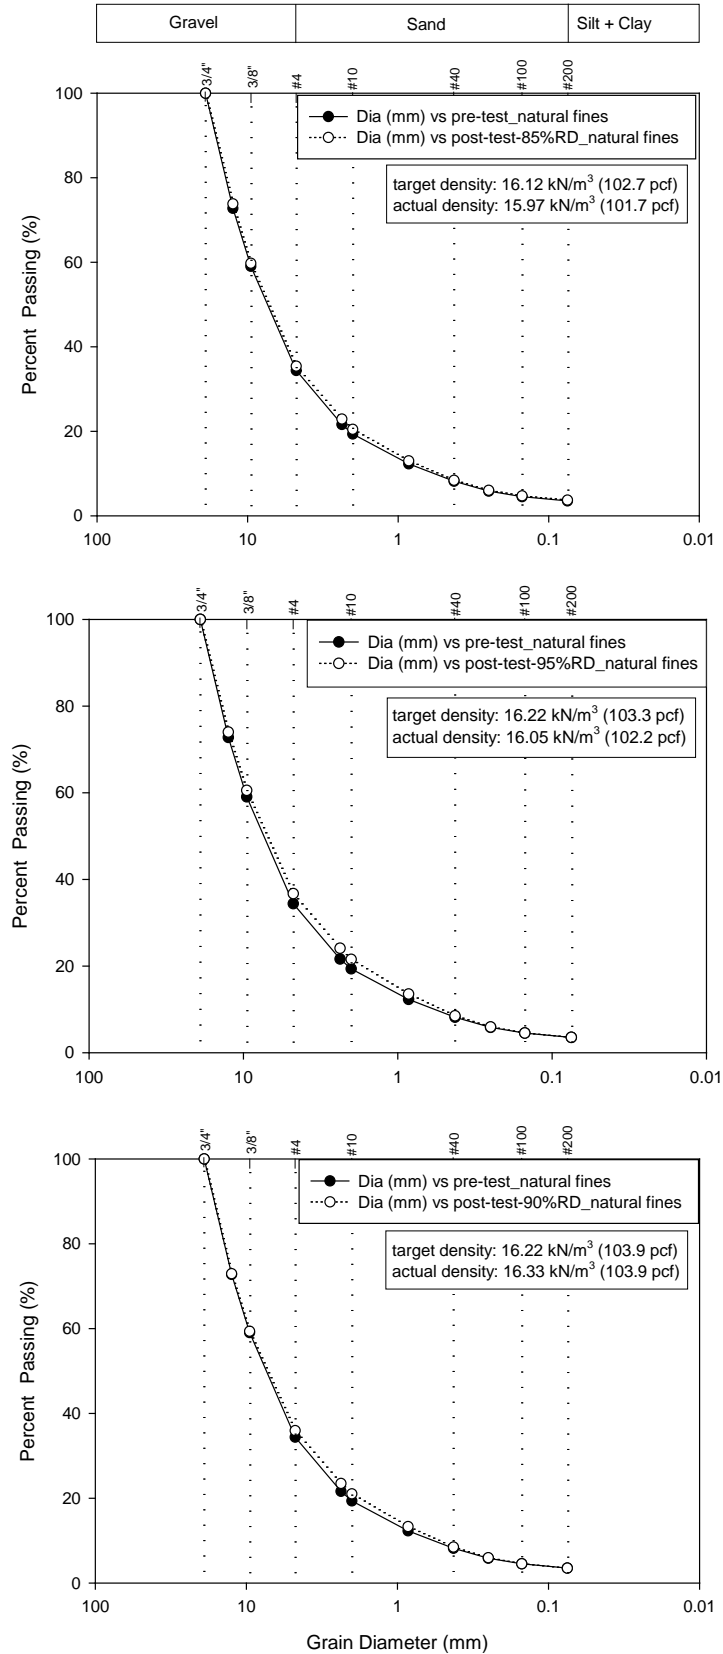 Gravel Sand Silt + Clay
3/4" 3/8" #4 #10 #40 #100 #200
100
80
60
40
20
0
Percent Passing (%)
Dia (mm) vs pre-test_natural fines
Dia (mm) vs post-test-85%RD_natural fines
target density: 16.12 kN/m³ (102.7 pcf)
actual density: 15.97 kN/m³ (101.7 pcf)
100 10 1 0.1 0.01
3/4" 3/8" #4 #10 #40 #100 #200
100
80
60
40
20
0
Percent Passing (%)
Dia (mm) vs pre-test_natural fines
Dia (mm) vs post-test-95%RD_natural fines
target density: 16.22 kN/m³ (103.3 pcf)
actual density: 16.05 kN/m³ (102.2 pcf)
100 10 1 0.1 0.01
3/4" 3/8" #4 #10 #40 #100 #200
100
80
60
40
20
0
Percent Passing (%)
Dia (mm) vs pre-test_natural fines
Dia (mm) vs post-test-90%RD_natural fines
target density: 16.22 kN/m³ (103.9 pcf)
actual density: 16.33 kN/m³ (103.9 pcf)
100 10 1 0.1 0.01
Grain Diameter (mm)